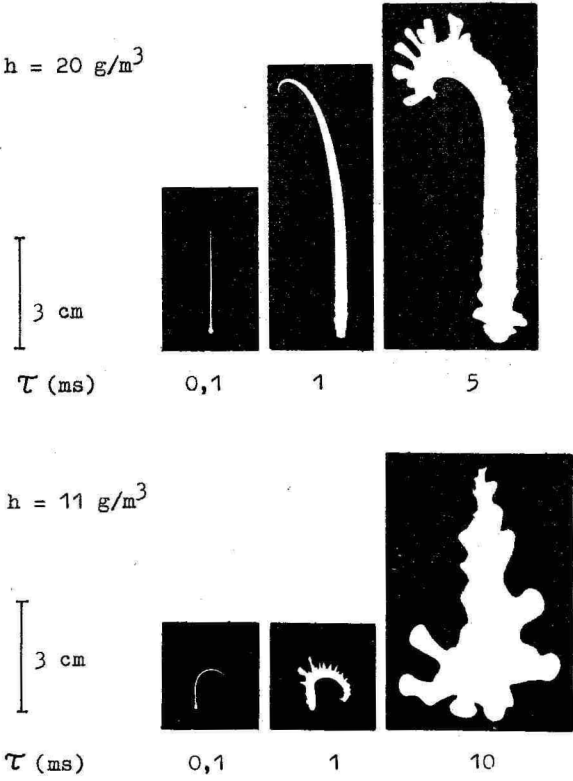 h = 20 g/m³
3 cm
τ (ms) 0,1 1 5
h = 11 g/m³
3 cm
τ (ms) 0,1 1 10